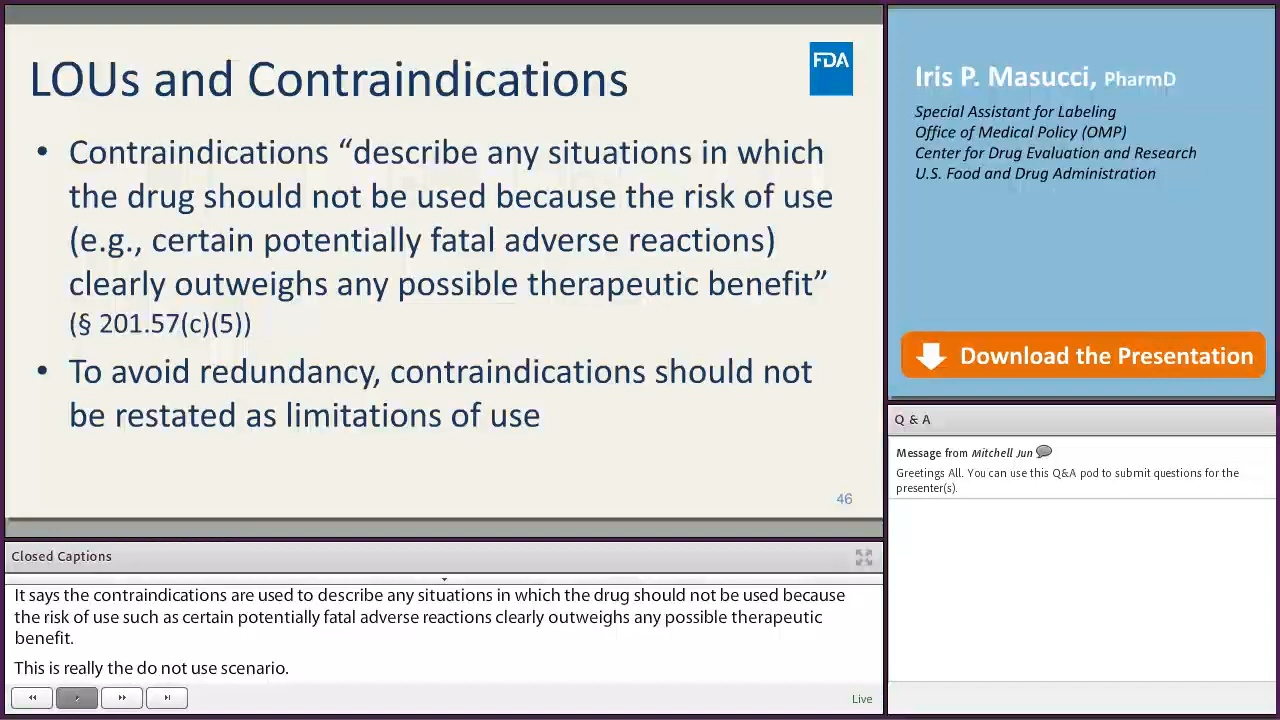 LOUs and Contraindications
FDA
• Contraindications “describe any situations in which
the drug should not be used because the risk of use
(e.g., certain potentially fatal adverse reactions)
clearly outweighs any possible therapeutic benefit”
(§ 201.57(c)(5))
• To avoid redundancy, contraindications should not
be restated as limitations of use
46
Iris P. Masucci, PharmD
Special Assistant for Labeling
Office of Medical Policy (OMP)
Center for Drug Evaluation and Research
U.S. Food and Drug Administration
Download the Presentation
Q & A
Message from Mitchell Jun
Greetings All. You can use this Q&A pod to submit questions for the
presenter(s).
Closed Captions
It says the contraindications are used to describe any situations in which the drug should not be used because
the risk of use such as certain potentially fatal adverse reactions clearly outweighs any possible therapeutic
benefit.
This is really the do not use scenario.
Live